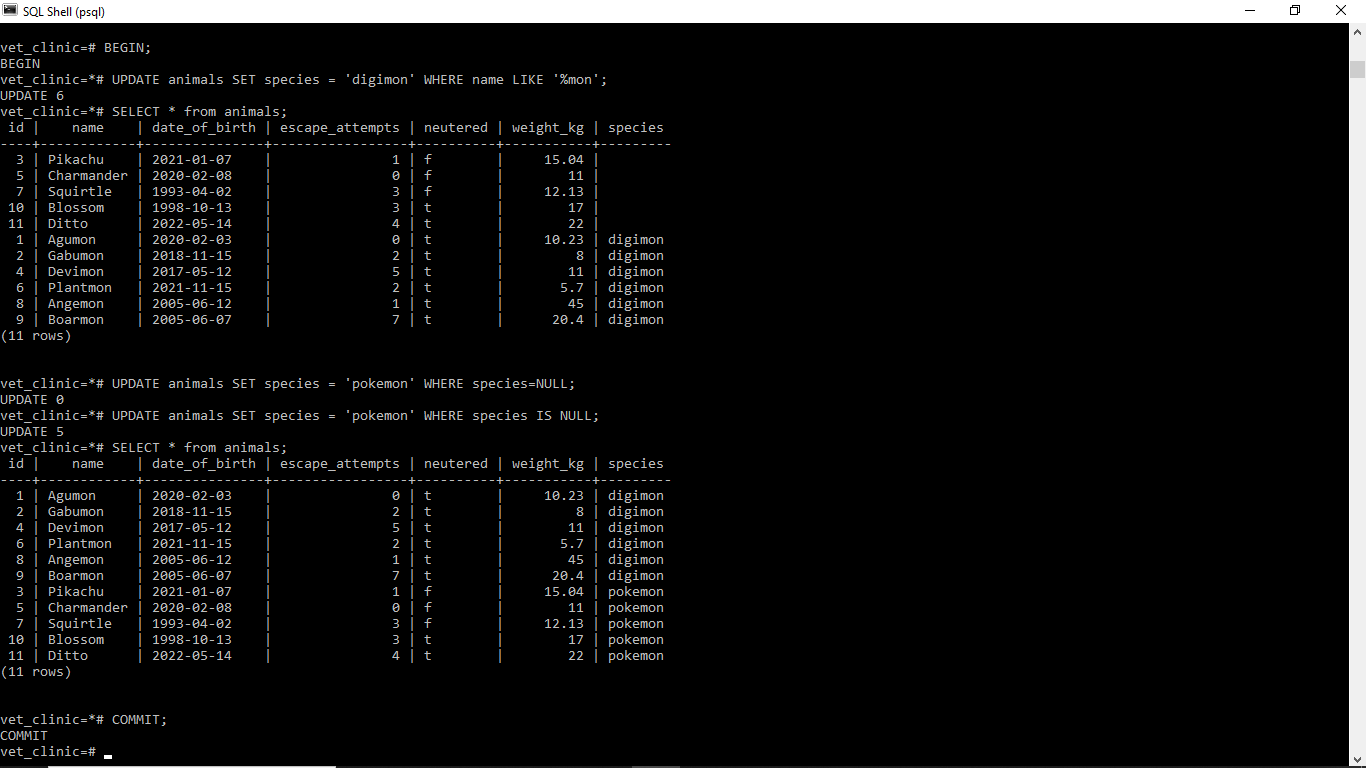 SQL Shell (psql)
vet_clinic=# BEGIN;
BEGIN
vet_clinic=*# UPDATE animals SET species = 'digimon' WHERE name LIKE '%mon';
UPDATE 6
vet_clinic=*# SELECT * from animals;
 id |    name    | date_of_birth | escape_attempts | neutered | weight_kg | species
----+------------+---------------+-----------------+----------+-----------+---------
  3 | Pikachu    | 2021-01-07    |               1 | f        |     15.04 |
  5 | Charmander | 2020-02-08    |               0 | f        |        11 |
  7 | Squirtle   | 1993-04-02    |               3 | f        |     12.13 |
 10 | Blossom    | 1998-10-13    |               3 | t        |        17 |
 11 | Ditto      | 2022-05-14    |               4 | t        |        22 |
  1 | Agumon     | 2020-02-03    |               0 | t        |     10.23 | digimon
  2 | Gabumon    | 2018-11-15    |               2 | t        |         8 | digimon
  4 | Devimon    | 2017-05-12    |               5 | t        |        11 | digimon
  6 | Plantmon   | 2021-11-15    |               2 | t        |       5.7 | digimon
  8 | Angemon    | 2005-06-12    |               1 | t        |        45 | digimon
  9 | Boarmon    | 2005-06-07    |               7 | t        |      20.4 | digimon
(11 rows)
vet_clinic=*# UPDATE animals SET species = 'pokemon' WHERE species=NULL;
UPDATE 0
vet_clinic=*# UPDATE animals SET species = 'pokemon' WHERE species IS NULL;
UPDATE 5
vet_clinic=*# SELECT * from animals;
 id |    name    | date_of_birth | escape_attempts | neutered | weight_kg | species
----+------------+---------------+-----------------+----------+-----------+---------
  1 | Agumon     | 2020-02-03    |               0 | t        |     10.23 | digimon
  2 | Gabumon    | 2018-11-15    |               2 | t        |         8 | digimon
  4 | Devimon    | 2017-05-12    |               5 | t        |        11 | digimon
  6 | Plantmon   | 2021-11-15    |               2 | t        |       5.7 | digimon
  8 | Angemon    | 2005-06-12    |               1 | t        |        45 | digimon
  9 | Boarmon    | 2005-06-07    |               7 | t        |      20.4 | digimon
  3 | Pikachu    | 2021-01-07    |               1 | f        |     15.04 | pokemon
  5 | Charmander | 2020-02-08    |               0 | f        |        11 | pokemon
  7 | Squirtle   | 1993-04-02    |               3 | f        |     12.13 | pokemon
 10 | Blossom    | 1998-10-13    |               3 | t        |        17 | pokemon
 11 | Ditto      | 2022-05-14    |               4 | t        |        22 | pokemon
(11 rows)
vet_clinic=*# COMMIT;
COMMIT
vet_clinic=#